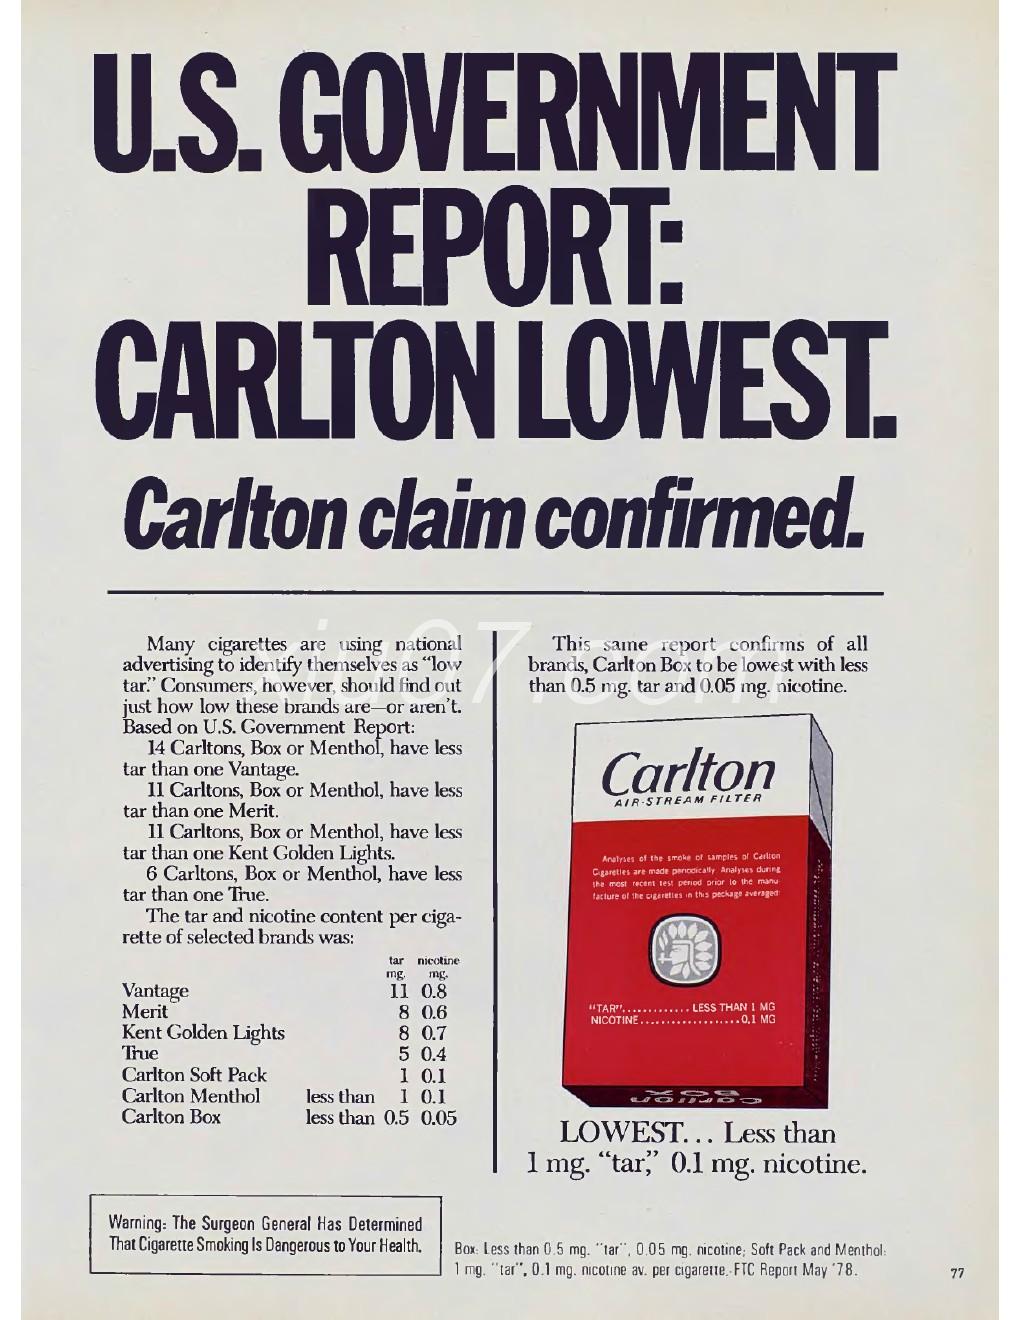 U.S. GOVERNMENT
REPORT:
CARLTON LOWEST.
Carlton claim confirmed.
Many cigarettes are using national
advertising to identify themselves as “low
tar.” Consumers, however, should find out
just how low these brands are—or aren't.
Based on U.S. Government Report:
14 Carltons, Box or Menthol, have less
tar than one Vantage.
11 Carltons, Box or Menthol, have less
tar than one Merit.
11 Carltons, Box or Menthol, have less
tar than one Kent Golden Lights.
6 Carltons, Box or Menthol, have less
tar than one True.
The tar and nicotine content per ciga-
rette of selected brands was:
tar nicotine
mg. mg.
Vantage 11 0.8
Merit 8 0.6
Kent Golden Lights 8 0.7
True 5 0.4
Carlton Soft Pack 1 0.1
Carlton Menthol less than 1 0.1
Carlton Box less than 0.5 0.05
This same report confirms of all
brands, Carlton Box to be lowest with less
than 0.5 mg. tar and 0.05 mg. nicotine.
Carlton
AIR-STREAM FILTER
Analyses of the smoke of samples of Carlton
Cigarettes are made periodically. Analyses during
the most recent test period prior to the manu-
facture of the cigarettes in this package averaged:
“TAR”............. LESS THAN 1 MG
NICOTINE...................0.1 MG
BOX
Carlton
LOWEST... Less than
1 mg. “tar,” 0.1 mg. nicotine.
Warning: The Surgeon General Has Determined
That Cigarette Smoking Is Dangerous to Your Health.
Box: Less than 0.5 mg. “tar”, 0.05 mg. nicotine; Soft Pack and Menthol:
1 mg. “tar”, 0.1 mg. nicotine av. per cigarette, FTC Report May '78.
77
xiu07.com